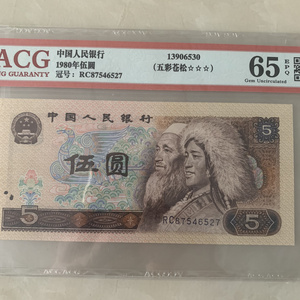 ACG
NG GUARANTY
中国人民银行
1980年伍圆
冠号：RC87546527
13906530
（五彩苍松☆☆☆）
65 EPQ
Gem Uncirculated
中国人民银行
伍圆
5
5
RC87546527